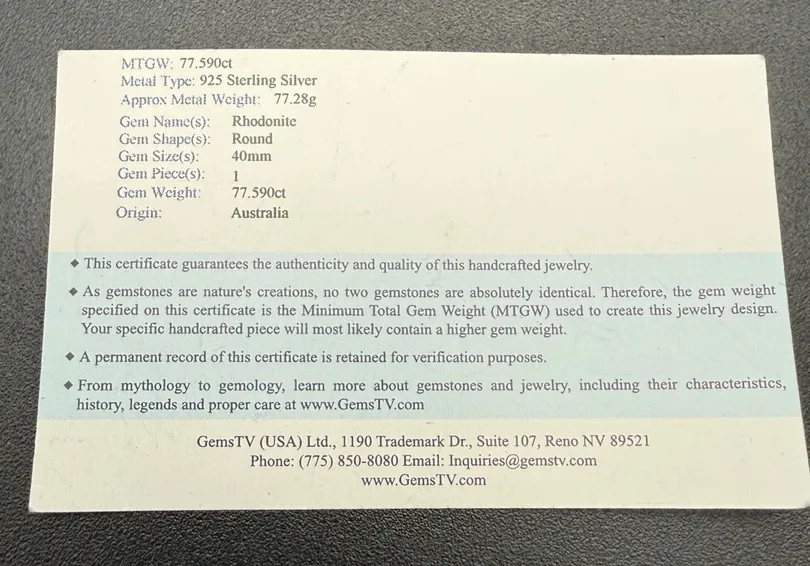 MTGW: 77.590ct
Metal Type: 925 Sterling Silver
Approx Metal Weight: 77.28g
Gem Name(s): Rhodonite
Gem Shape(s): Round
Gem Size(s): 40mm
Gem Piece(s): 1
Gem Weight: 77.590ct
Origin: Australia
◆ This certificate guarantees the authenticity and quality of this handcrafted jewelry.
◆ As gemstones are nature's creations, no two gemstones are absolutely identical. Therefore, the gem weight
specified on this certificate is the Minimum Total Gem Weight (MTGW) used to create this jewelry design.
Your specific handcrafted piece will most likely contain a higher gem weight.
◆ A permanent record of this certificate is retained for verification purposes.
◆ From mythology to gemology, learn more about gemstones and jewelry, including their characteristics,
history, legends and proper care at www.GemsTV.com
GemsTV (USA) Ltd., 1190 Trademark Dr., Suite 107, Reno NV 89521
Phone: (775) 850-8080 Email: Inquiries@gemstv.com
www.GemsTV.com